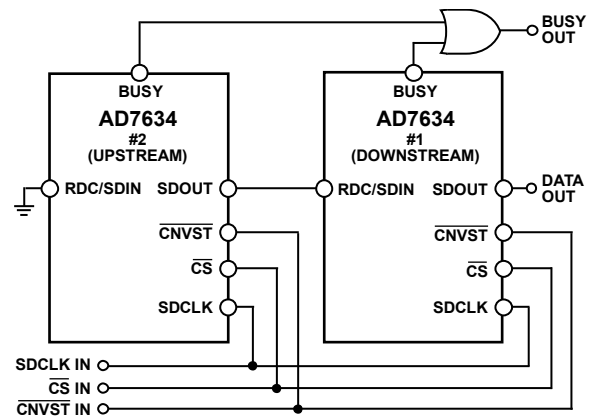 BUSY
OUT
BUSY
BUSY
AD7634
#2
(UPSTREAM)
AD7634
#1
(DOWNSTREAM)
RDC/SDIN SDOUT
RDC/SDIN SDOUT
DATA
OUT
CNVST
CNVST
CS
CS
SDCLK
SDCLK
SDCLK IN
CS IN
CNVST IN